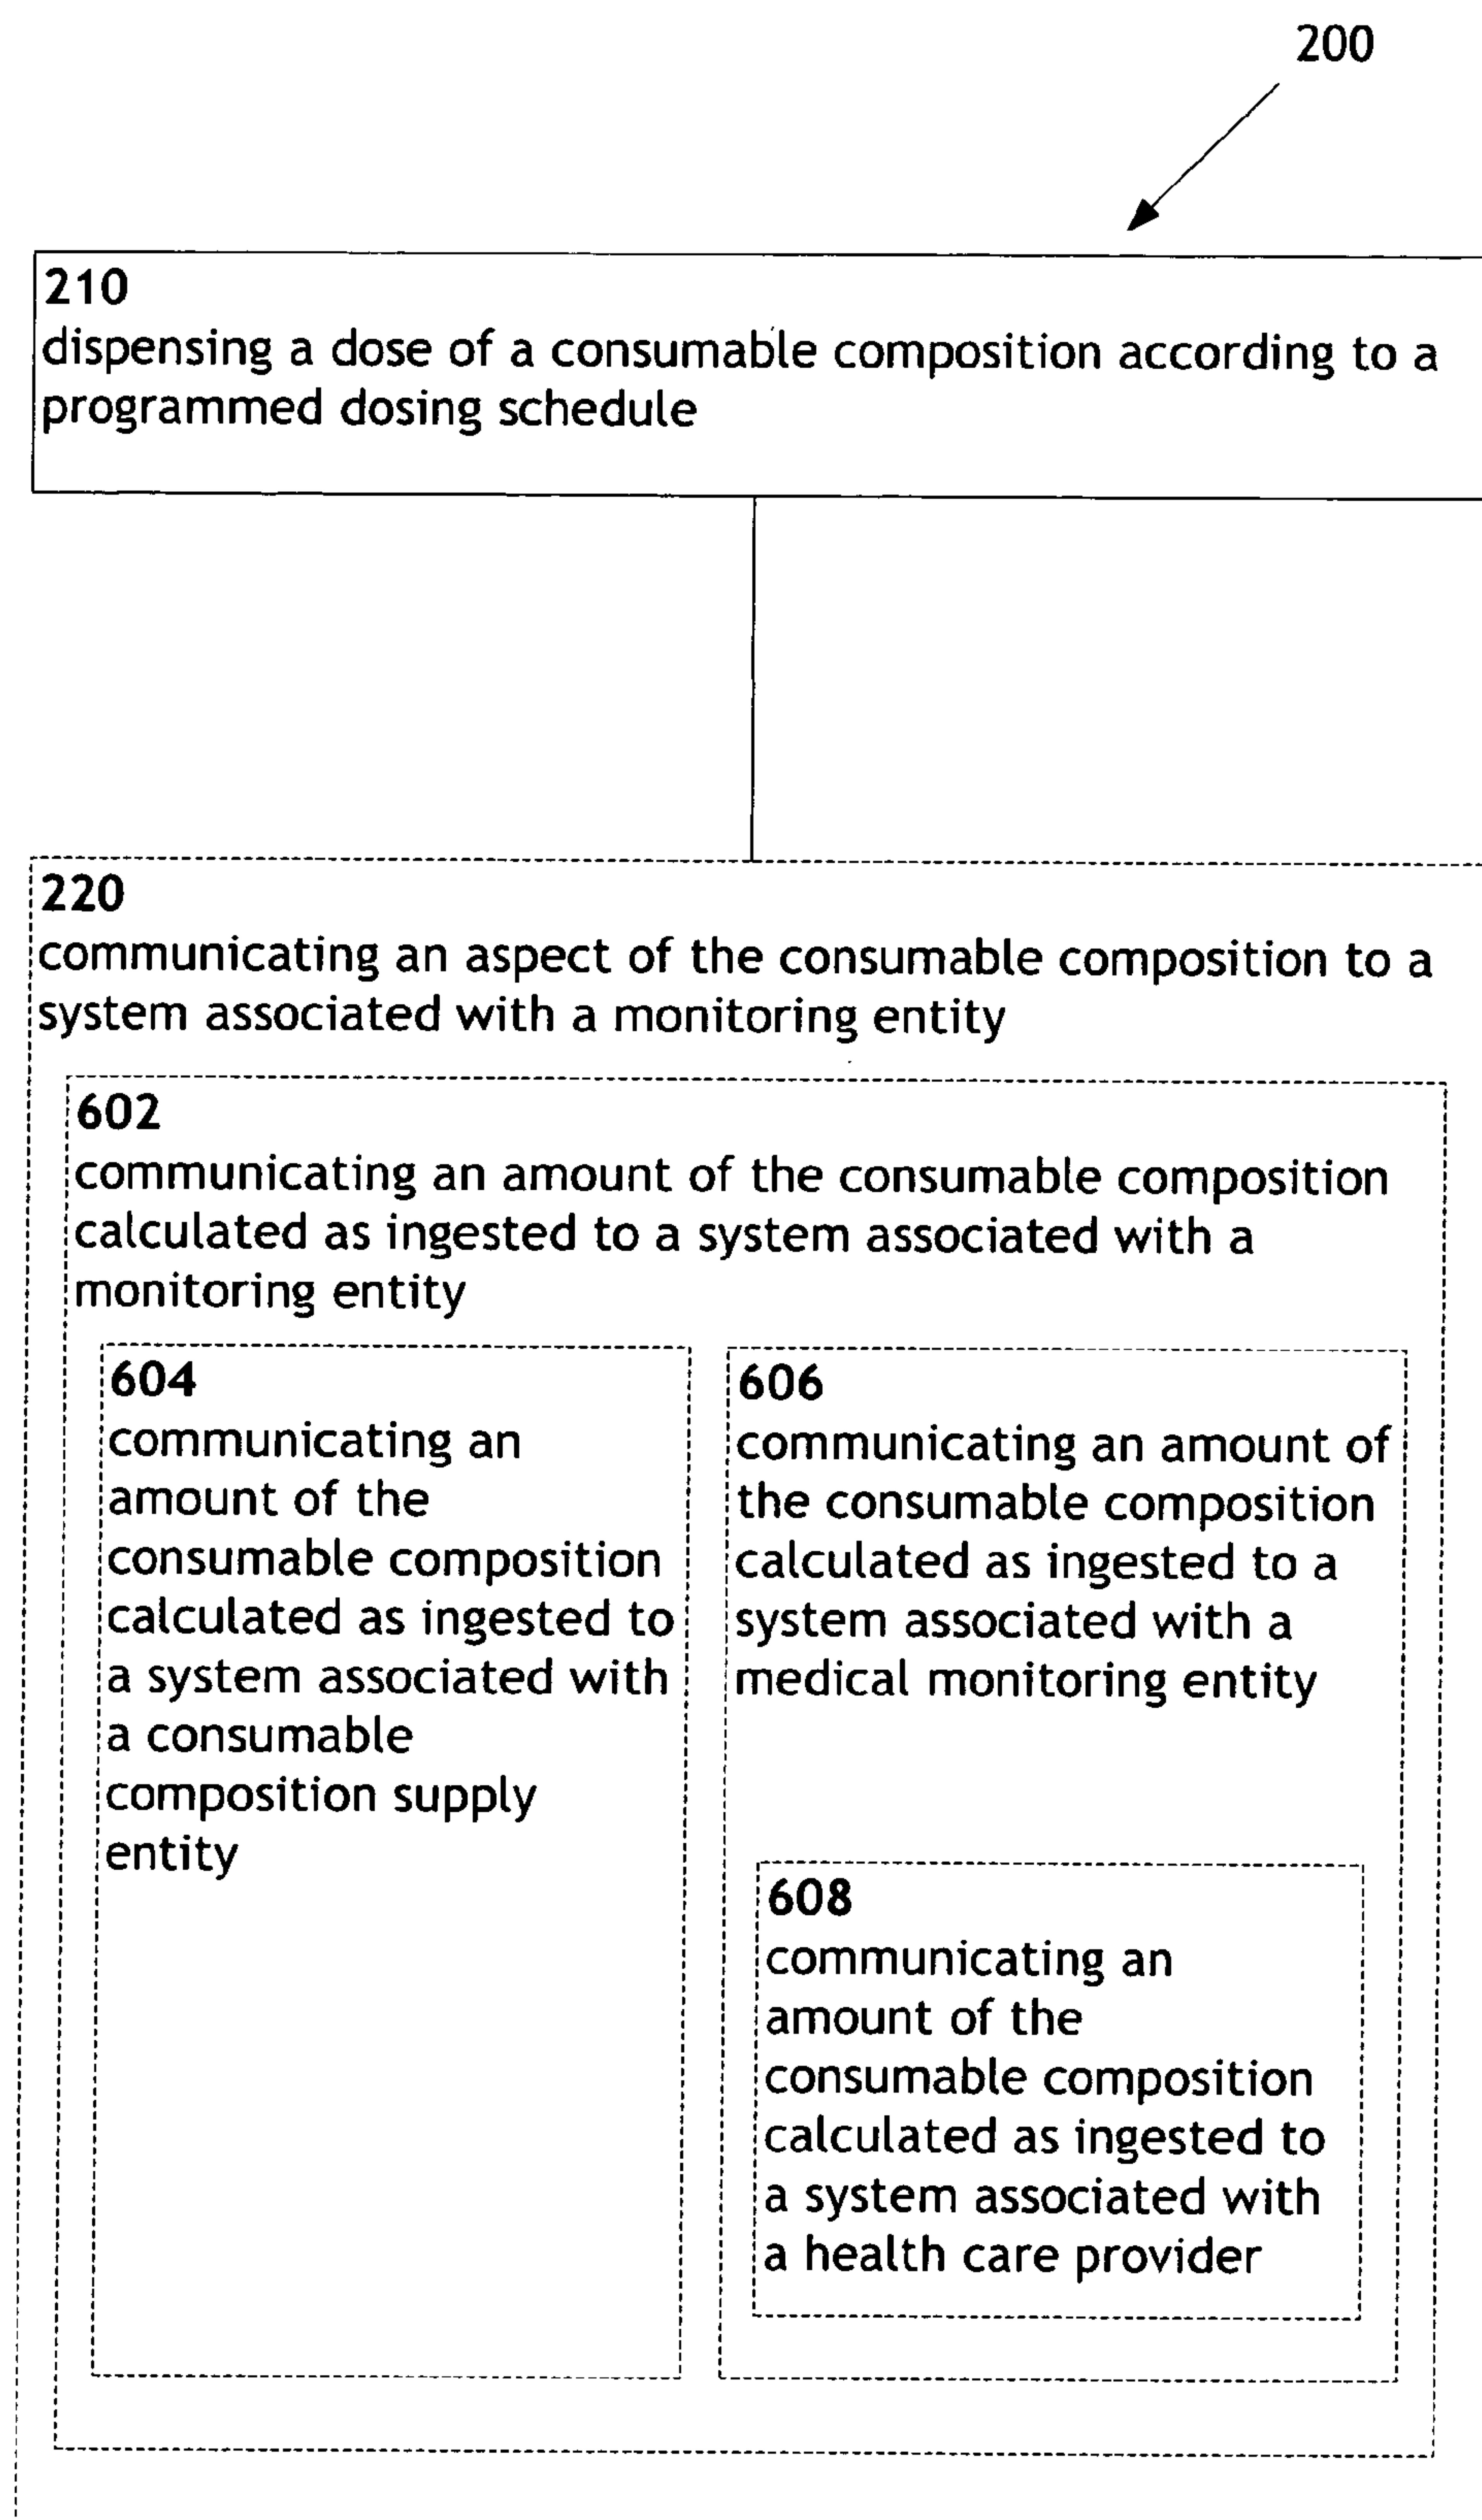 200
210
dispensing a dose of a consumable composition according to a
programmed dosing schedule
220
communicating an aspect of the consumable composition to a
system associated with a monitoring entity
602
communicating an amount of the consumable composition
calculated as ingested to a system associated with a
monitoring entity
604
communicating an
amount of the
consumable composition
calculated as ingested to
a system associated with
a consumable
composition supply
entity
606
communicating an amount of
the consumable composition
calculated as ingested to a
system associated with a
medical monitoring entity
608
communicating an
amount of the
consumable composition
calculated as ingested to
a system associated with
a health care provider